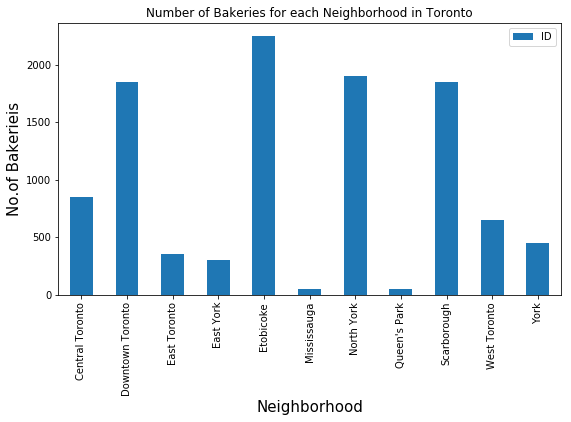 Number of Bakeries for each Neighborhood in Toronto
ID
No.of Bakerieis
2000
1500
1000
500
0
Central Toronto
Downtown Toronto
East Toronto
East York
Etobicoke
Mississauga
North York
Queen's Park
Scarborough
West Toronto
York
Neighborhood